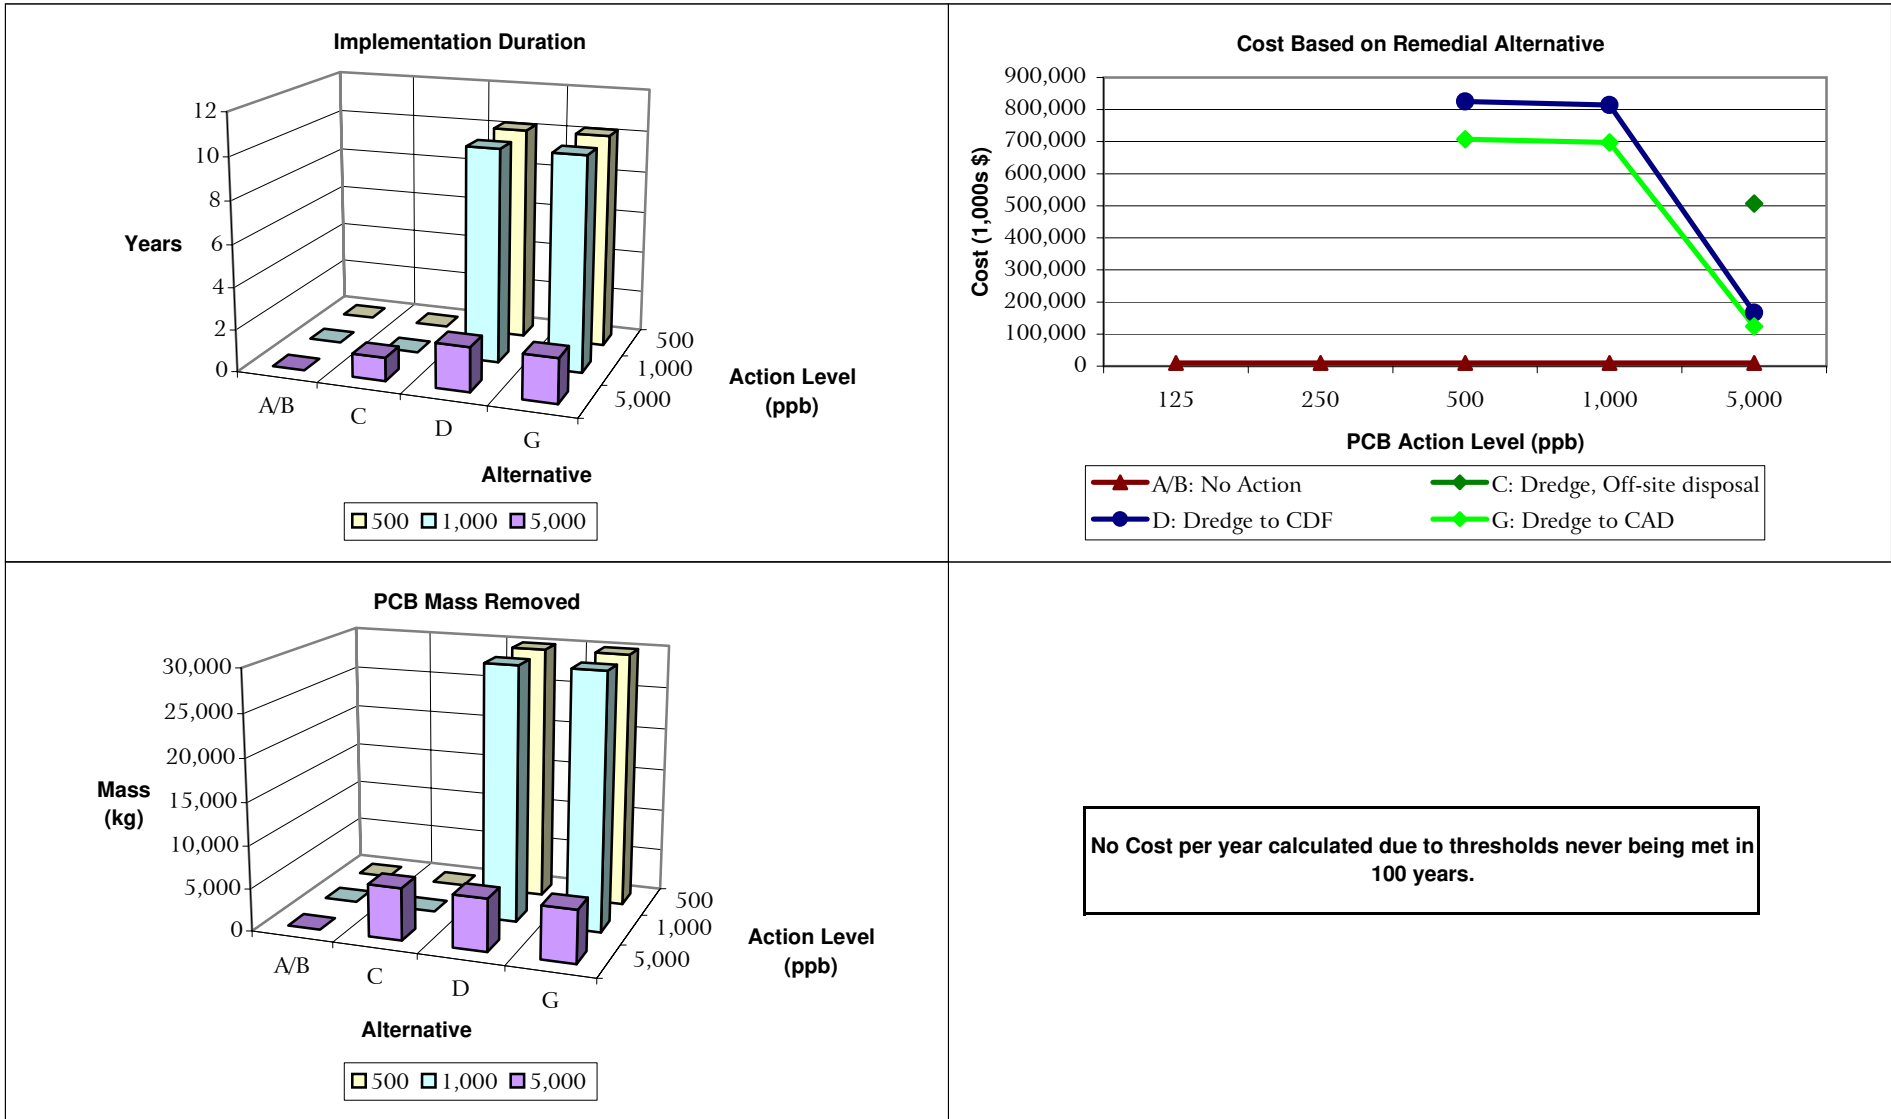 Implementation Duration
12
10
8
6
4
2
0
Years
A/B
C
D
G
500
1,000
5,000
Action Level
(ppb)
Alternative
500 1,000 5,000
Cost Based on Remedial Alternative
900,000
800,000
700,000
600,000
500,000
400,000
300,000
200,000
100,000
0
Cost (1,000s $)
125 250 500 1,000 5,000
PCB Action Level (ppb)
A/B: No Action C: Dredge, Off-site disposal
D: Dredge to CDF G: Dredge to CAD
PCB Mass Removed
30,000
25,000
20,000
15,000
10,000
5,000
0
Mass
(kg)
A/B
C
D
G
500
1,000
5,000
Action Level
(ppb)
Alternative
500 1,000 5,000
No Cost per year calculated due to thresholds never being met in
100 years.